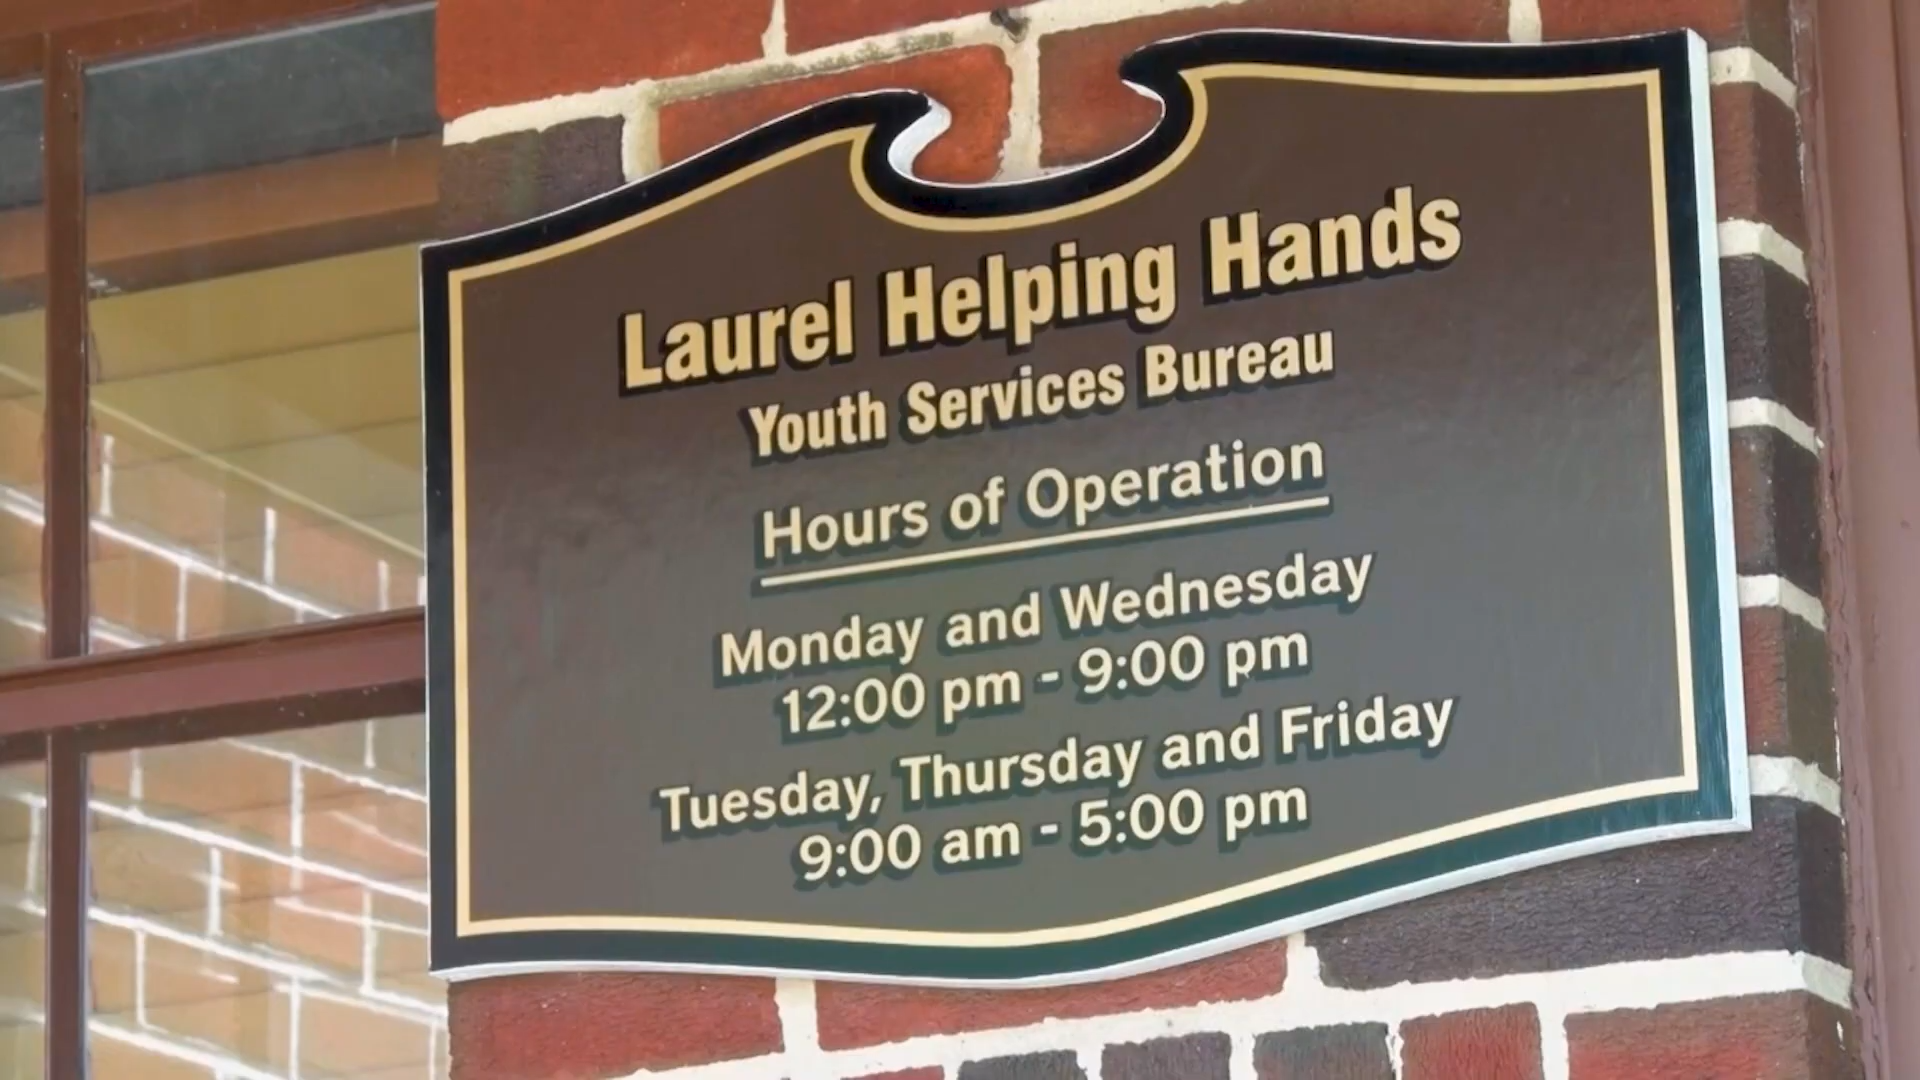 Laurel Helping Hands
Youth Services Bureau
Hours of Operation
Monday and Wednesday
12:00 pm - 9:00 pm
Tuesday, Thursday and Friday
9:00 am - 5:00 pm